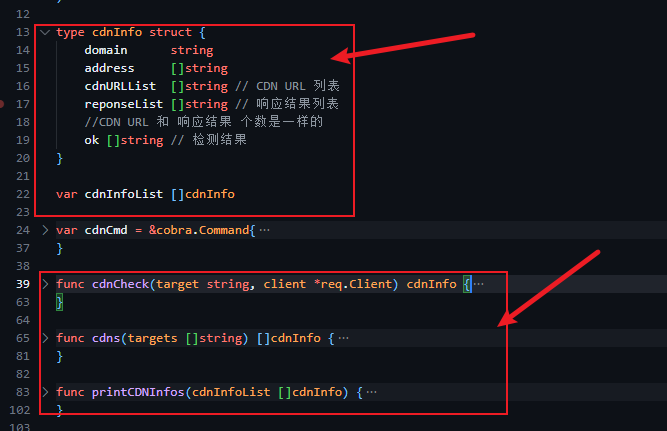 12
13 type cdnInfo struct {
14 domain string
15 address []string
16 cdnURLList []string // CDN URL 列表
17 reponseList []string // 响应结果列表
18 //CDN URL 和 响应结果 个数是一样的
19 ok []string // 检测结果
20 }
21
22 var cdnInfoList []cdnInfo
23
24 var cdnCmd = &cobra.Command{ ⋯
37 }
38
39 func cdnCheck(target string, client *req.Client) cdnInfo { ⋯
63 }
64
65 func cdns(targets []string) []cdnInfo { ⋯
81 }
82
83 func printCDNInfos(cdnInfoList []cdnInfo) { ⋯
102 }
103